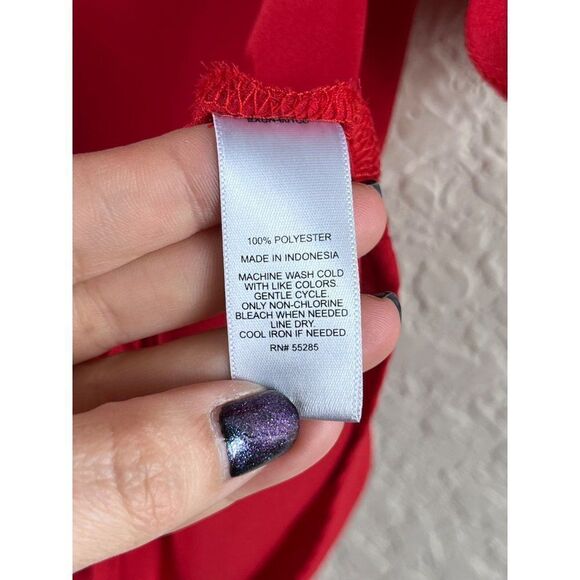 100% POLYESTER
MADE IN INDONESIA
MACHINE WASH COLD
WITH LIKE COLORS.
GENTLE CYCLE.
ONLY NON-CHLORINE
BLEACH WHEN NEEDED
LINE DRY.
COOL IRON IF NEEDED
RN# 55285